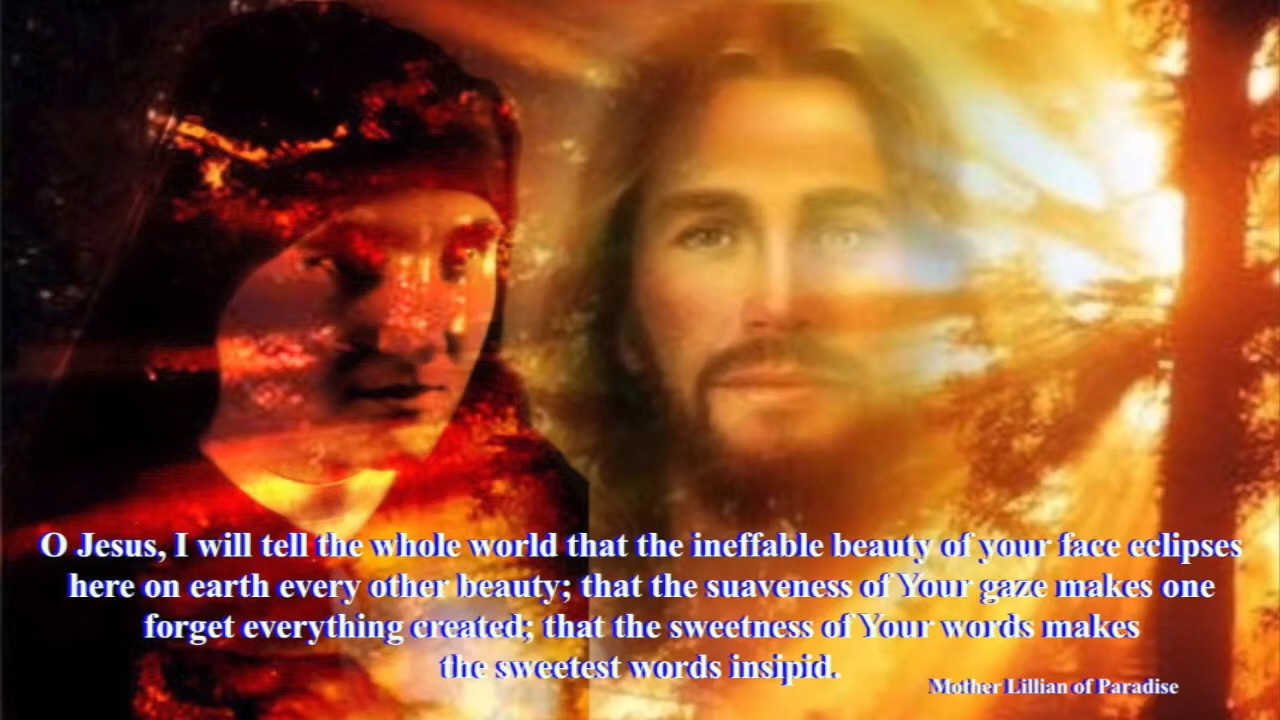 O Jesus, I will tell the whole world that the ineffable beauty of your face eclipses
here on earth every other beauty; that the suaveness of Your gaze makes one
forget everything created; that the sweetness of Your words makes
the sweetest words insipid.
Mother Lillian of Paradise